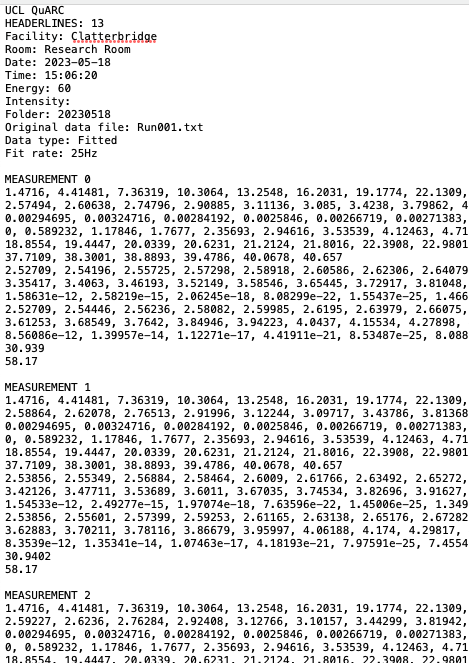 UCL QuARC
HEADERLINES: 13
Facility: Clatterbridge
Room: Research Room
Date: 2023-05-18
Time: 15:06:20
Energy: 60
Intensity:
Folder: 20230518
Original data file: Run001.txt
Data type: Fitted
Fit rate: 25Hz
MEASUREMENT 0
1.4716, 4.41481, 7.36319, 10.3064, 13.2548, 16.2031, 19.1774, 22.1309,
2.57494, 2.60638, 2.74796, 2.90885, 3.11136, 3.085, 3.4238, 3.79862, 4
0.00294695, 0.00324716, 0.00284192, 0.0025846, 0.00266719, 0.00271383,
0, 0.589232, 1.17846, 1.7677, 2.35693, 2.94616, 3.53539, 4.12463, 4.71
18.8554, 19.4447, 20.0339, 20.6231, 21.2124, 21.8016, 22.3908, 22.9801
37.7109, 38.3001, 38.8893, 39.4786, 40.0678, 40.657
2.52709, 2.54196, 2.55725, 2.57298, 2.58918, 2.60586, 2.62306, 2.64079
3.35417, 3.4063, 3.46193, 3.52149, 3.58546, 3.65445, 3.72917, 3.81048,
1.58631e-12, 2.58219e-15, 2.06245e-18, 8.08299e-22, 1.55437e-25, 1.466
2.52709, 2.54446, 2.56236, 2.58082, 2.59985, 2.6195, 2.63979, 2.66075,
3.61253, 3.68549, 3.7642, 3.84946, 3.94223, 4.0437, 4.15534, 4.27898,
8.56086e-12, 1.39957e-14, 1.12271e-17, 4.41911e-21, 8.53487e-25, 8.088
30.939
58.17
MEASUREMENT 1
1.4716, 4.41481, 7.36319, 10.3064, 13.2548, 16.2031, 19.1774, 22.1309,
2.58864, 2.62078, 2.76513, 2.91996, 3.12244, 3.09717, 3.43786, 3.81368
0.00294695, 0.00324716, 0.00284192, 0.0025846, 0.00266719, 0.00271383,
0, 0.589232, 1.17846, 1.7677, 2.35693, 2.94616, 3.53539, 4.12463, 4.71
18.8554, 19.4447, 20.0339, 20.6231, 21.2124, 21.8016, 22.3908, 22.9801
37.7109, 38.3001, 38.8893, 39.4786, 40.0678, 40.657
2.53856, 2.55349, 2.56884, 2.58464, 2.6009, 2.61766, 2.63492, 2.65272,
3.42126, 3.47711, 3.53689, 3.6011, 3.67035, 3.74534, 3.82696, 3.91627,
1.54533e-12, 2.49277e-15, 1.97074e-18, 7.63596e-22, 1.45006e-25, 1.349
2.53856, 2.55601, 2.57399, 2.59253, 2.61165, 2.63138, 2.65176, 2.67282
3.62883, 3.70211, 3.78116, 3.86679, 3.95997, 4.06188, 4.174, 4.29817,
8.3539e-12, 1.35341e-14, 1.07463e-17, 4.18193e-21, 7.97591e-25, 7.4554
30.9402
58.17
MEASUREMENT 2
1.4716, 4.41481, 7.36319, 10.3064, 13.2548, 16.2031, 19.1774, 22.1309,
2.59227, 2.6236, 2.76284, 2.92408, 3.12766, 3.10157, 3.44299, 3.81942,
0.00294695, 0.00324716, 0.00284192, 0.0025846, 0.00266719, 0.00271383,
0, 0.589232, 1.17846, 1.7677, 2.35693, 2.94616, 3.53539, 4.12463, 4.71
18.8554, 19.4447, 20.0339, 20.6231, 21.2124, 21.8016, 22.3908, 22.9801